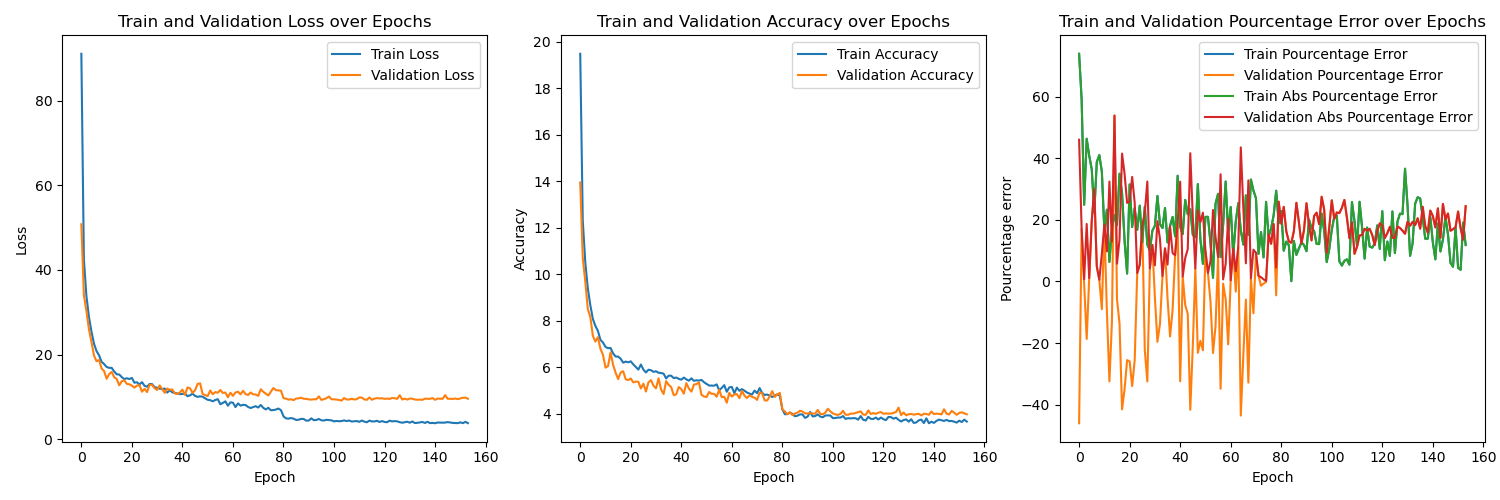 Train and Validation Loss over Epochs
Train Loss
Validation Loss
80
60
40
20
0
Loss
0 20 40 60 80 100 120 140 160
Epoch
Train and Validation Accuracy over Epochs
Train Accuracy
Validation Accuracy
20
18
16
14
12
10
8
6
4
Accuracy
0 20 40 60 80 100 120 140 160
Epoch
Train and Validation Pourcentage Error over Epochs
Train Pourcentage Error
Validation Pourcentage Error
Train Abs Pourcentage Error
Validation Abs Pourcentage Error
60
40
20
0
−20
−40
Pourcentage error
0 20 40 60 80 100 120 140 160
Epoch